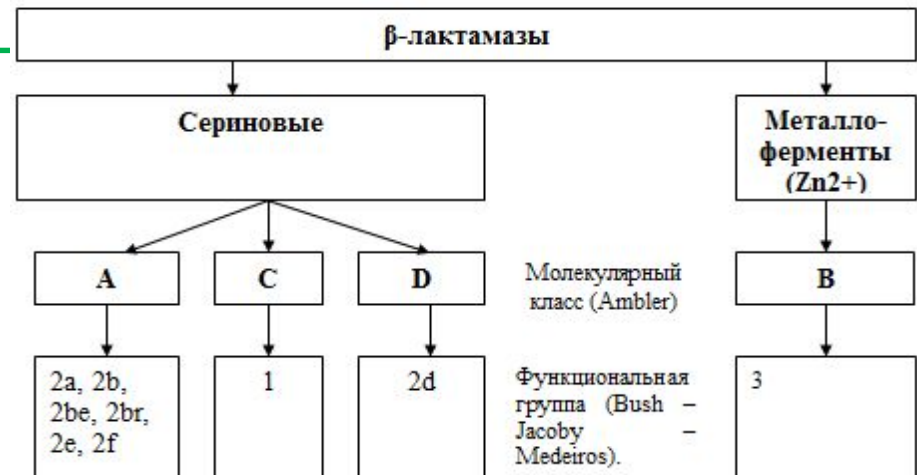 β-лактамазы
Сериновые
Металло-
ферменты
(Zn2+)
A
C
D
Молекулярный
класс (Ambler)
B
2a, 2b,
2be, 2br,
2e, 2f
1
2d
Функциональная
группа (Bush –
Jacoby –
Medeiros).
3